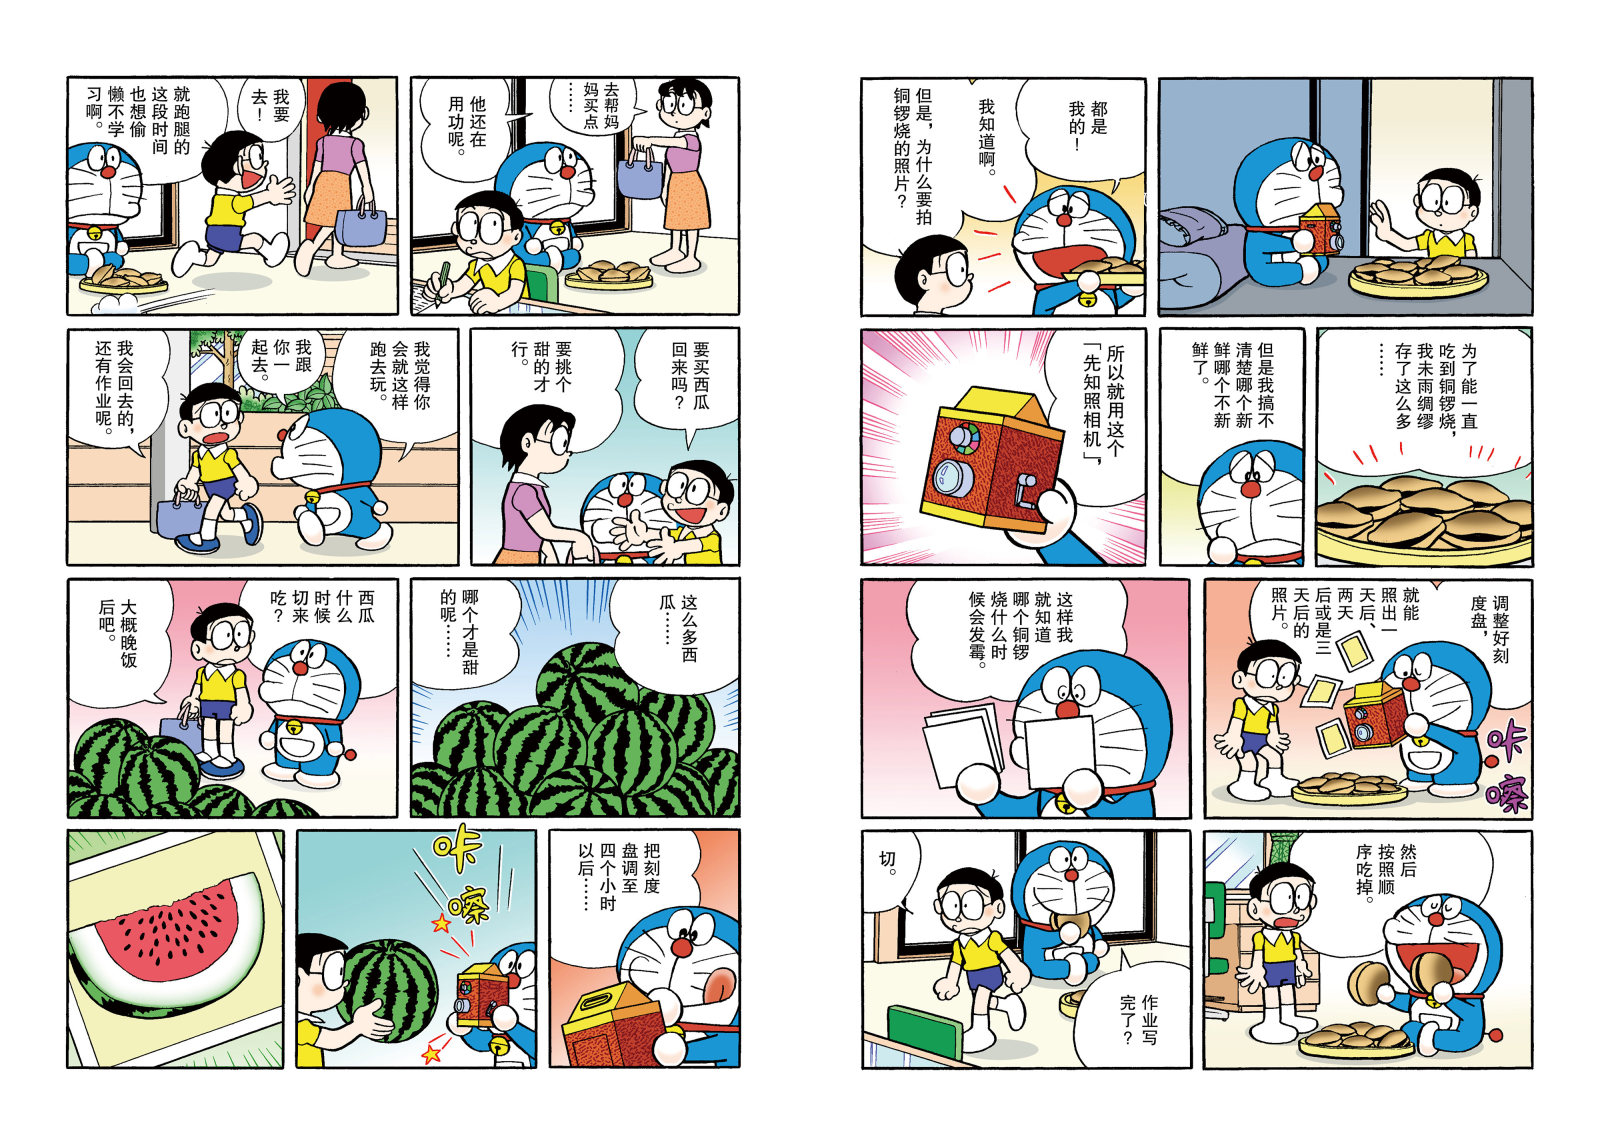 都是
我的！
我知道啊。
但是，为什么要拍
铜锣烧的照片？
为了能一直
吃到铜锣烧，
我未雨绸缪
存了这么多
……
但是我搞不
清楚哪个新
鲜哪个不新
鲜了。
所以就用这个
「先知照相机」，
调整好刻
度盘，
就能
照出一
天后、
两天
后或是三
天后的
照片。
咔
嚓
这样我
就知道
哪个铜锣
烧什么时
候会发霉。
然后
按照顺
序吃掉。
作业写
完了？
切。
去帮妈
妈买点
……
他还在
用功呢。
我要
去！
就跑腿的
这段时间
也想偷
懒不学
习啊。
要买西瓜
回来吗？
要挑个
甜的才
行。
我觉得你
会就这样
跑去玩。
我跟
你一
起去。
我会回去的，
还有作业呢。
这么多西
瓜……
哪个才是甜
的呢……
西瓜
什么
时候
切来
吃？
大概晚饭
后吧。
把刻度
盘调至
四个小时
以后……
咔
嚓